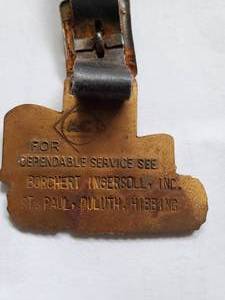 FOR
DEPENDABLE SERVICE SEE
BORCHERT INGERSOLL, INC.
ST. PAUL, DULUTH, HIBBING